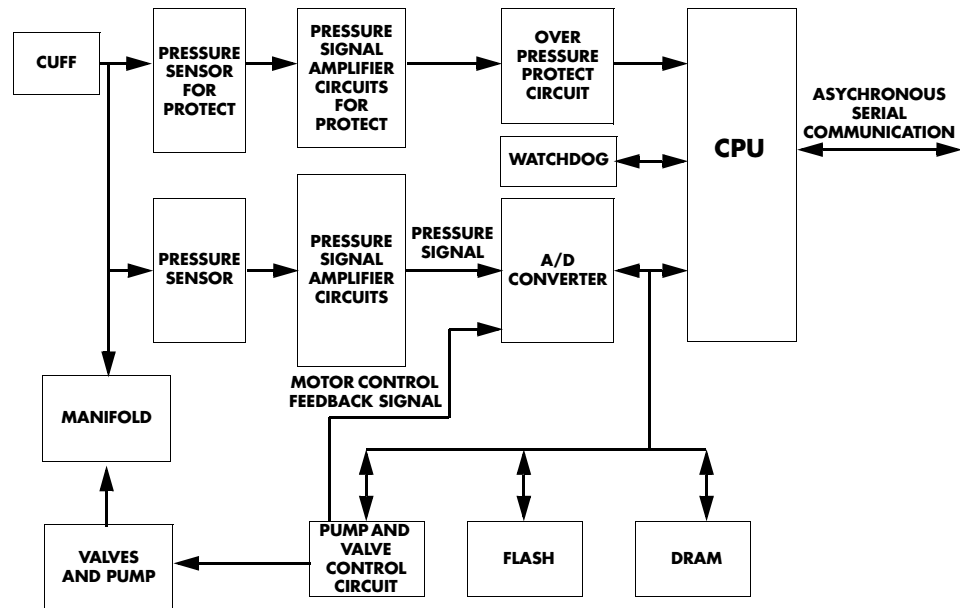 CUFF
PRESSURE
SENSOR
FOR
PROTECT
PRESSURE
SIGNAL
AMPLIFIER
CIRCUITS
FOR
PROTECT
OVER
PRESSURE
PROTECT
CIRCUIT
CPU
ASYCHRONOUS
SERIAL
COMMUNICATION
WATCHDOG
PRESSURE
SENSOR
PRESSURE
SIGNAL
AMPLIFIER
CIRCUITS
PRESSURE
SIGNAL
A/D
CONVERTER
MOTOR CONTROL
FEEDBACK SIGNAL
MANIFOLD
VALVES
AND PUMP
PUMP AND
VALVE
CONTROL
CIRCUIT
FLASH
DRAM